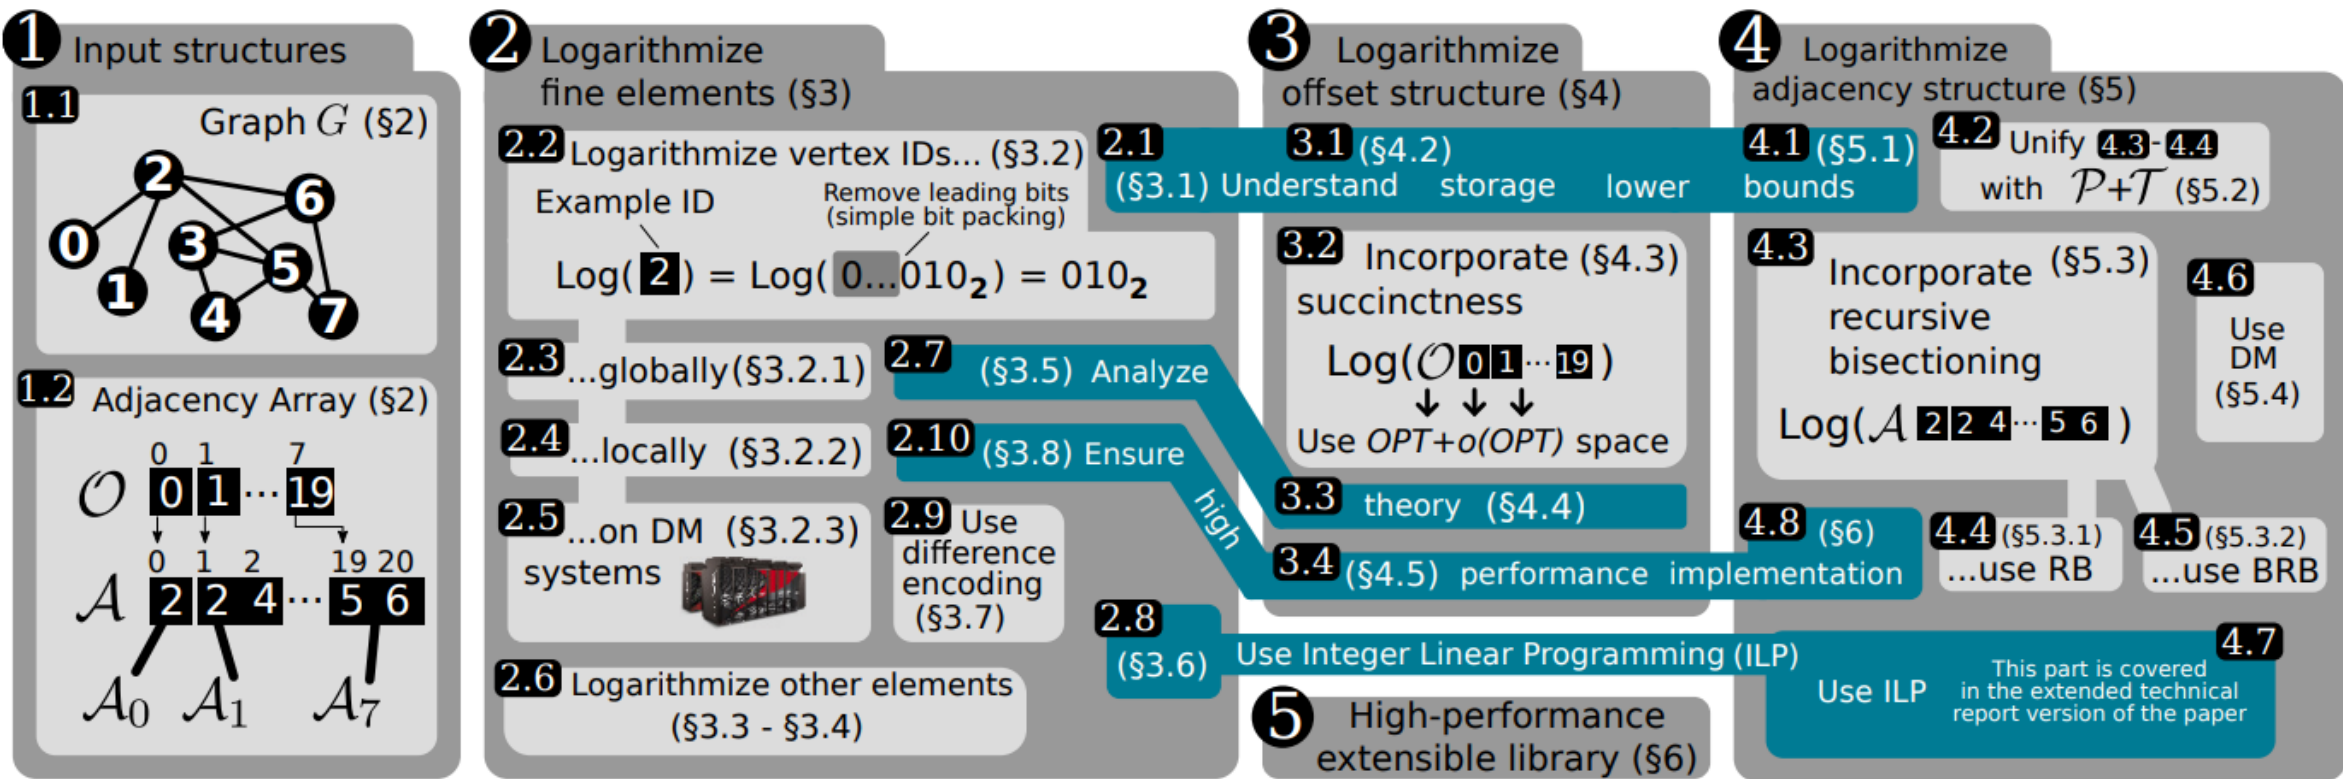 1 Input structures
1.1
Graph G (§2)
2
6
0
3
5
1
4
7
1.2
Adjacency Array (§2)
0 1 7
𝒪 0 1 ... 19
0 1 2 19 20
𝒜 2 2 4 ... 5 6
𝒜0 𝒜1 𝒜7
2 Logarithmize
fine elements (§3)
2.2 Logarithmize vertex IDs... (§3.2)
Example ID
Remove leading bits
(simple bit packing)
Log( 2 ) = Log( 0...010₂) = 010₂
2.3 ...globally (§3.2.1)
2.4 ...locally (§3.2.2)
2.5 ...on DM (§3.2.3)
systems
2.6 Logarithmize other elements
(§3.3 - §3.4)
2.7 (§3.5) Analyze
3.3 theory (§4.4)
2.10 (§3.8) Ensure
high
3.4 (§4.5) performance implementation
4.8 (§6)
2.9 Use
difference
encoding
(§3.7)
2.8
(§3.6) Use Integer Linear Programming (ILP)
2.1 3.1 (§4.2) 4.1 (§5.1)
(§3.1) Understand storage lower bounds
3 Logarithmize
offset structure (§4)
3.2 Incorporate (§4.3)
succinctness
Log(𝒪 0 1 ... 19 )
↓ ↓ ↓
Use OPT+o(OPT) space
5 High-performance
extensible library (§6)
4 Logarithmize
adjacency structure (§5)
4.2 Unify 4.3 - 4.4
with 𝒫+𝒯 (§5.2)
4.3 Incorporate (§5.3)
recursive
bisectioning
Log(𝒜 2 2 4 ... 5 6 )
4.6
Use
DM
(§5.4)
4.4 (§5.3.1)
...use RB
4.5 (§5.3.2)
...use BRB
4.7
Use ILP
This part is covered
in the extended technical
report version of the paper